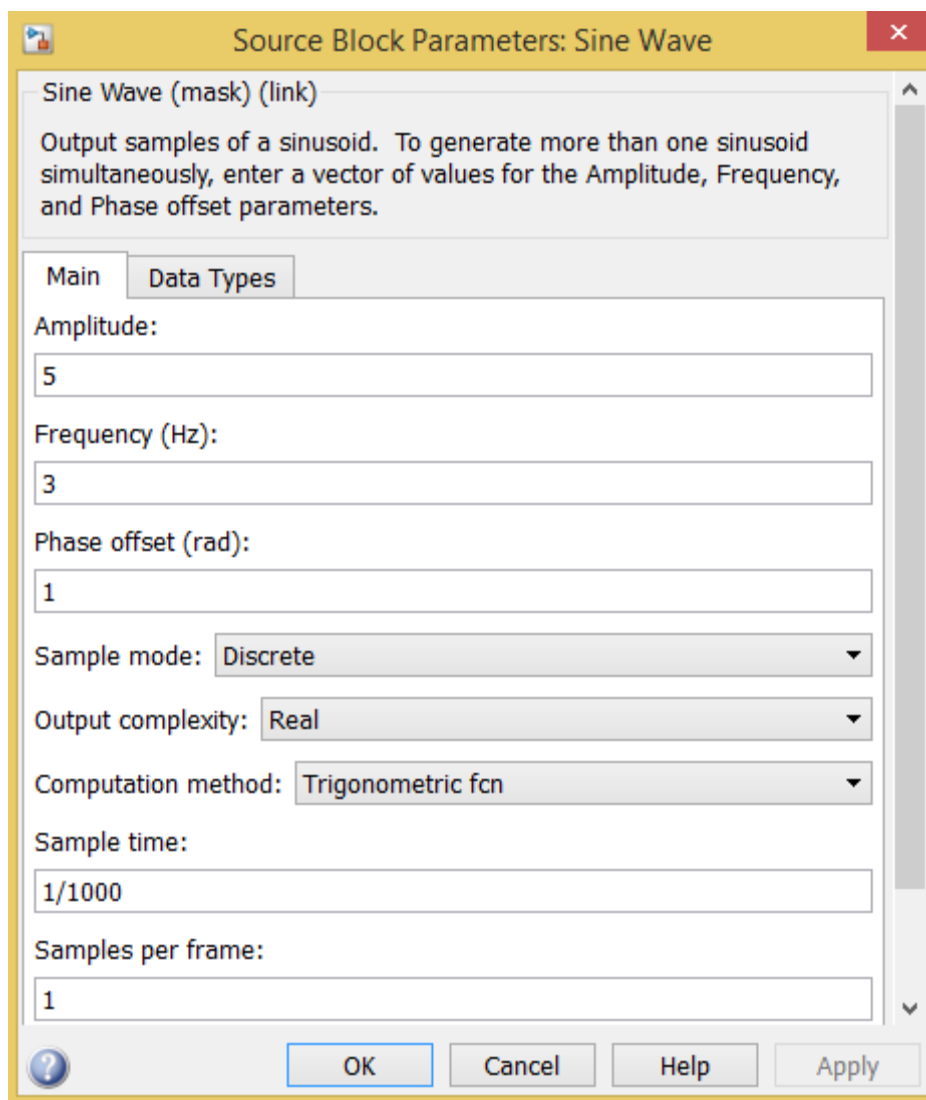 Source Block Parameters: Sine Wave
×
Sine Wave (mask) (link)
Output samples of a sinusoid. To generate more than one sinusoid
simultaneously, enter a vector of values for the Amplitude, Frequency,
and Phase offset parameters.
Main Data Types
Amplitude:
5
Frequency (Hz):
3
Phase offset (rad):
1
Sample mode: Discrete
Output complexity: Real
Computation method: Trigonometric fcn
Sample time:
1/1000
Samples per frame:
1
? OK Cancel Help Apply